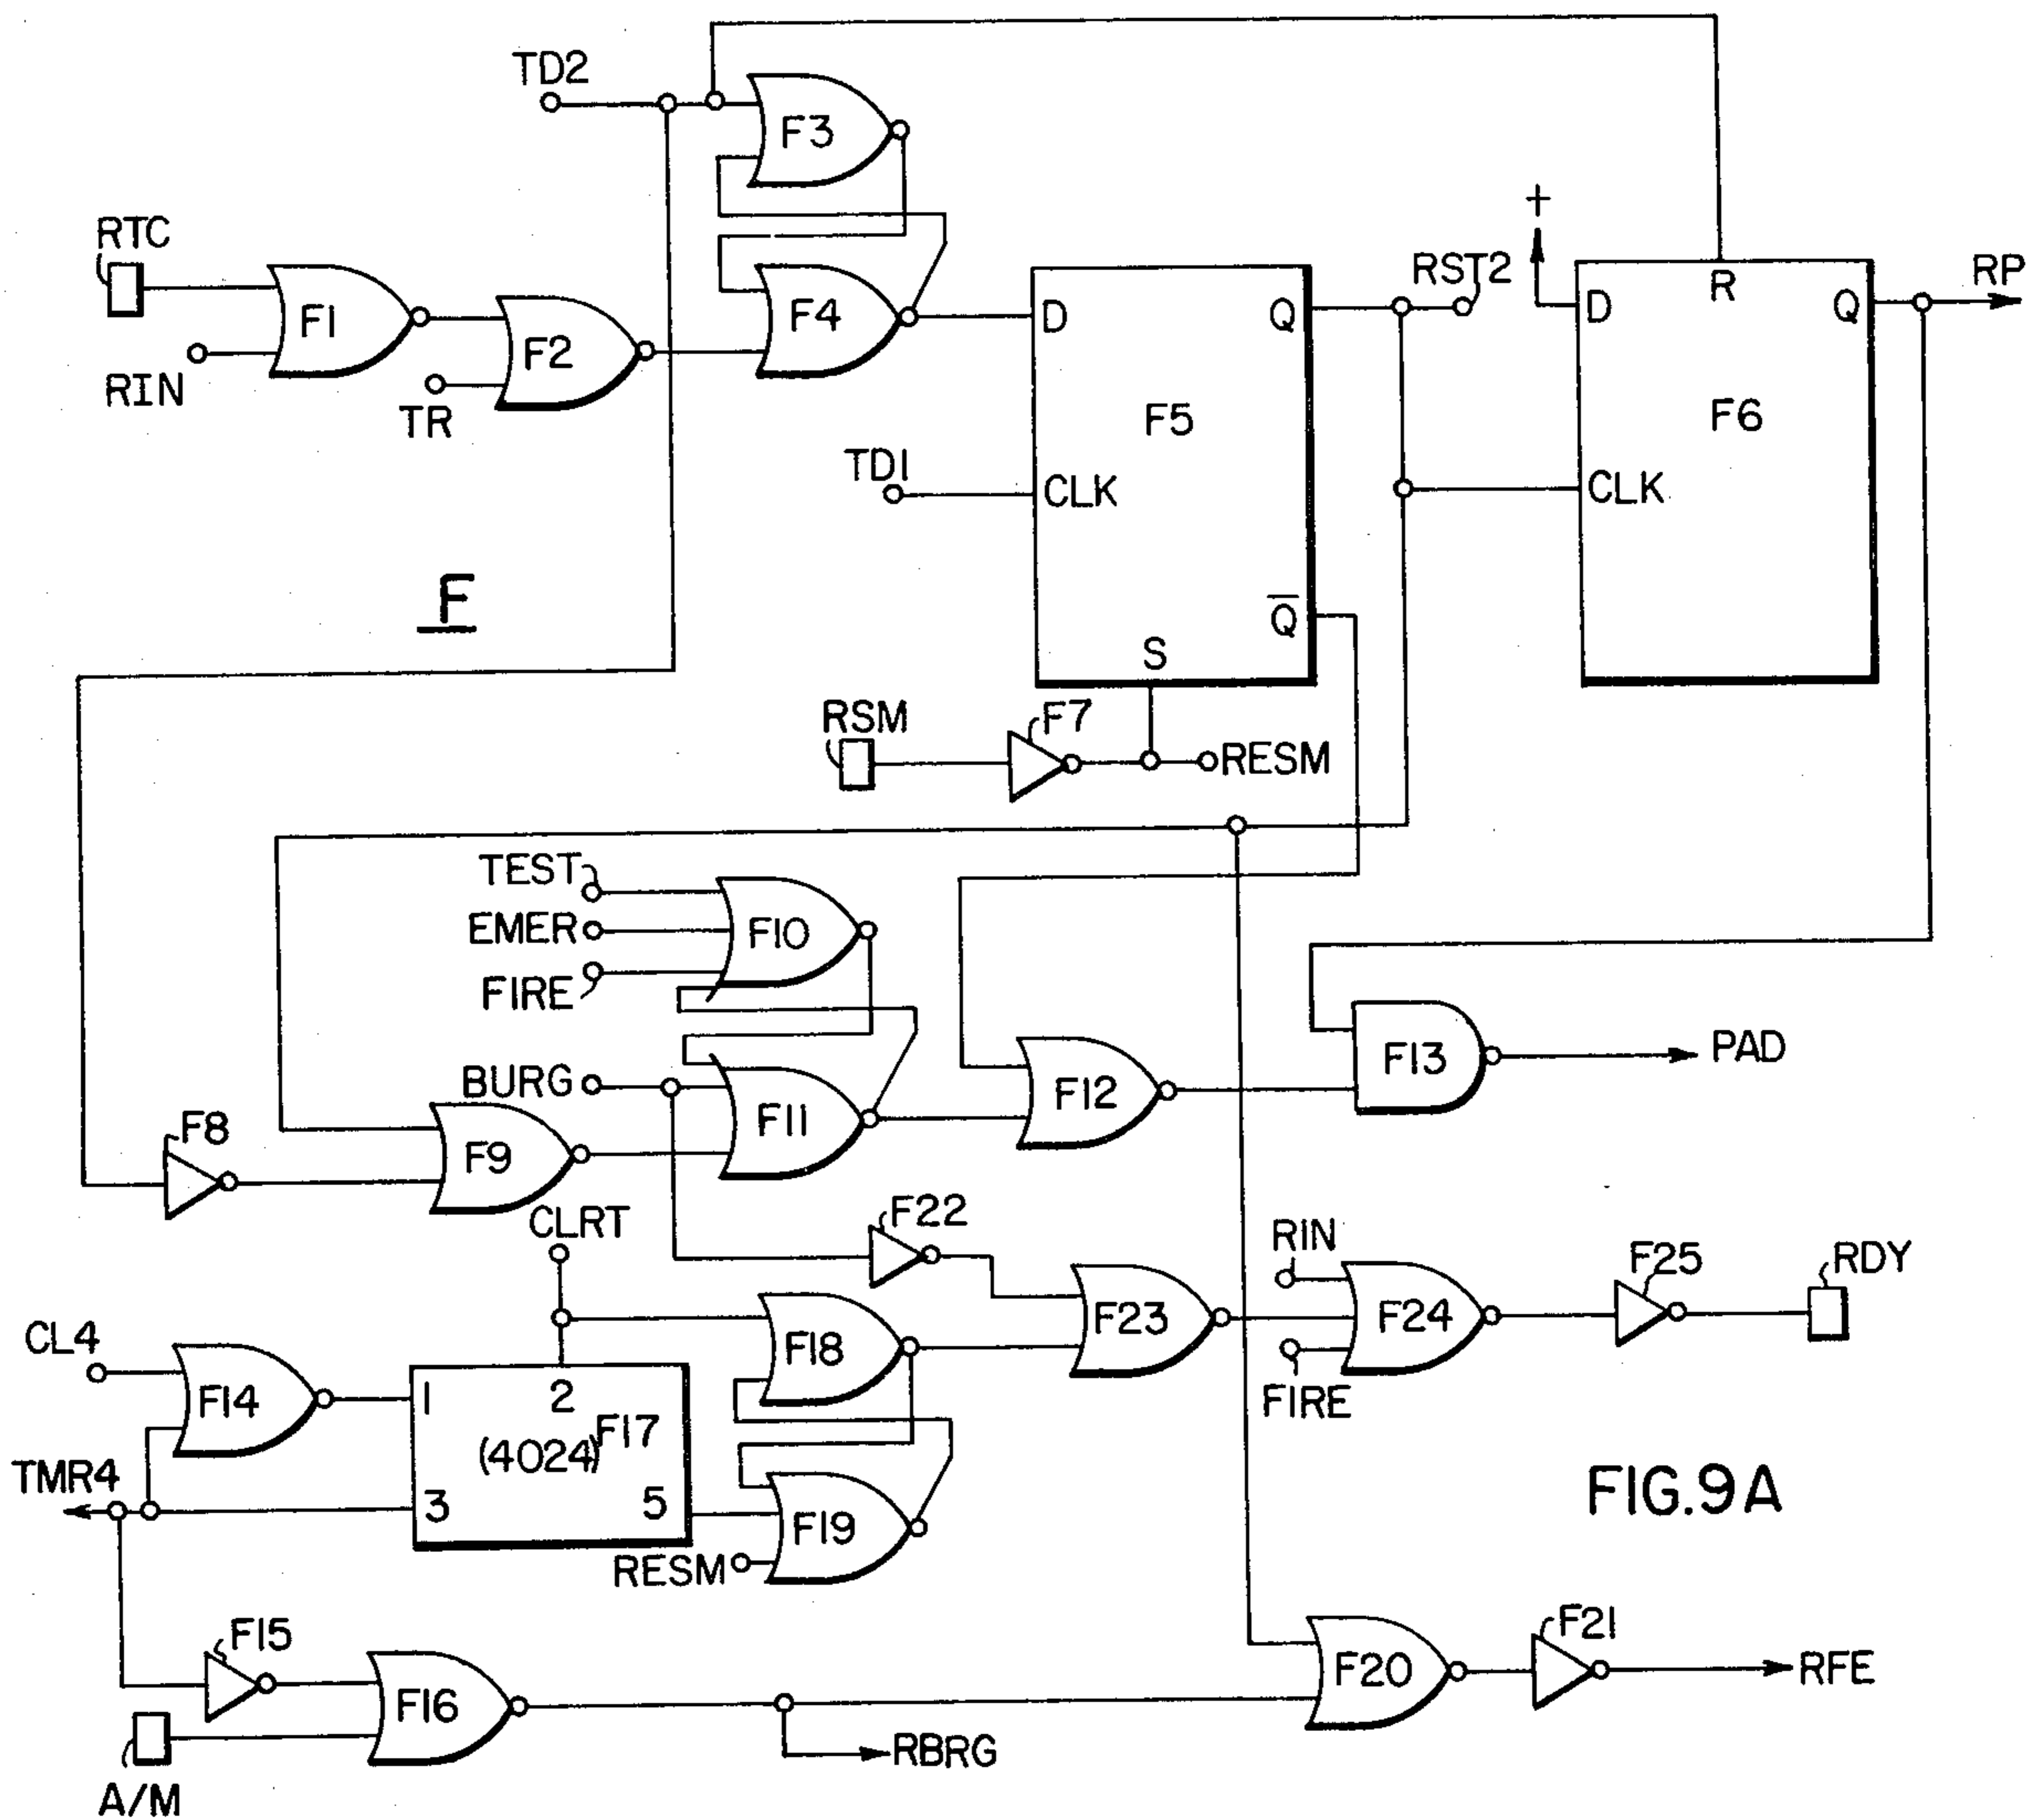 TD2
F3
RTC
F1
RIN
F2
TR
F4
D
Q
RST2
+
D
R
Q
RP
F5
F6
TD1
CLK
CLK
F
Q
S
RSM
F7
RESM
TEST
EMER
FIRE
F10
BURG
F11
F12
F13
PAD
F8
F9
CLRT
F22
RIN
F25
RDY
F23
F24
FIRE
CL4
F14
1
2
F17
(4024)
F18
TMR4
3
5
F19
RESM
FIG.9A
F15
F16
F20
F21
RFE
A/M
RBRG